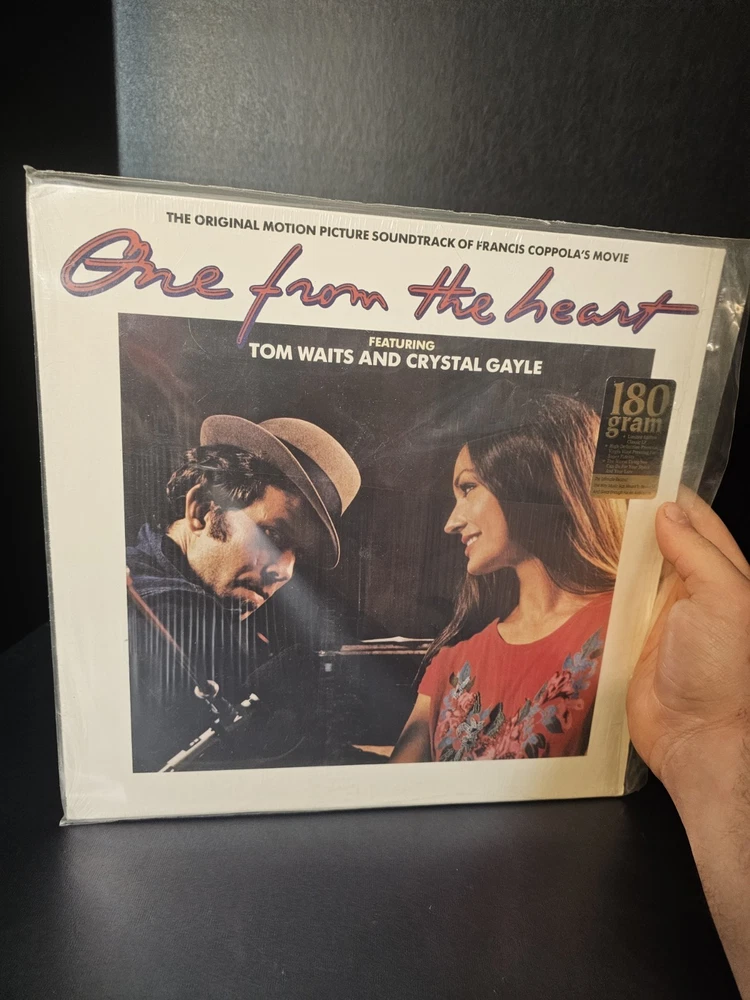 THE ORIGINAL MOTION PICTURE SOUNDTRACK OF FRANCIS COPPOLA'S MOVIE
One from the heart
FEATURING
TOM WAITS AND CRYSTAL GAYLE
180
gram